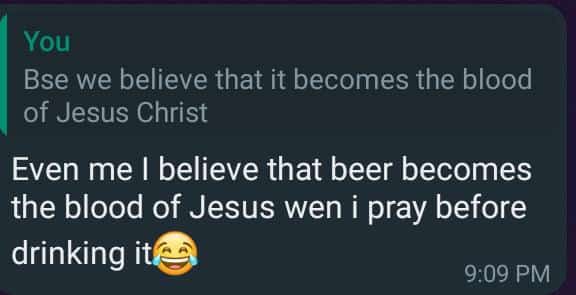 You
Bse we believe that it becomes the blood
of Jesus Christ
Even me I believe that beer becomes
the blood of Jesus wen i pray before
drinking it😂
9:09 PM